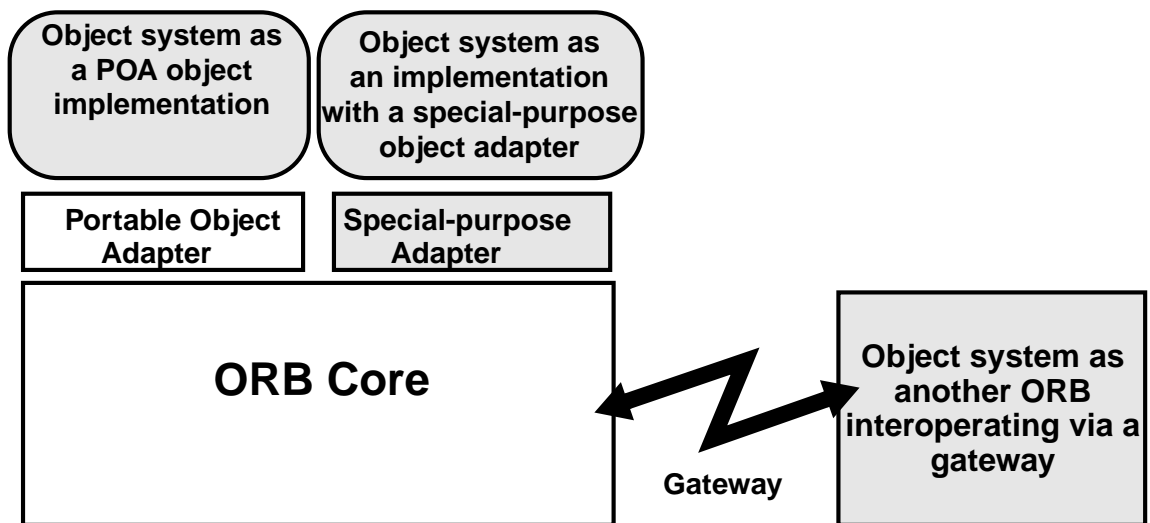 Object system as
a POA object
implementation
Object system as
an implementation
with a special-purpose
object adapter
Portable Object
Adapter
Special-purpose
Adapter
ORB Core
Gateway
Object system as
another ORB
interoperating via a
gateway